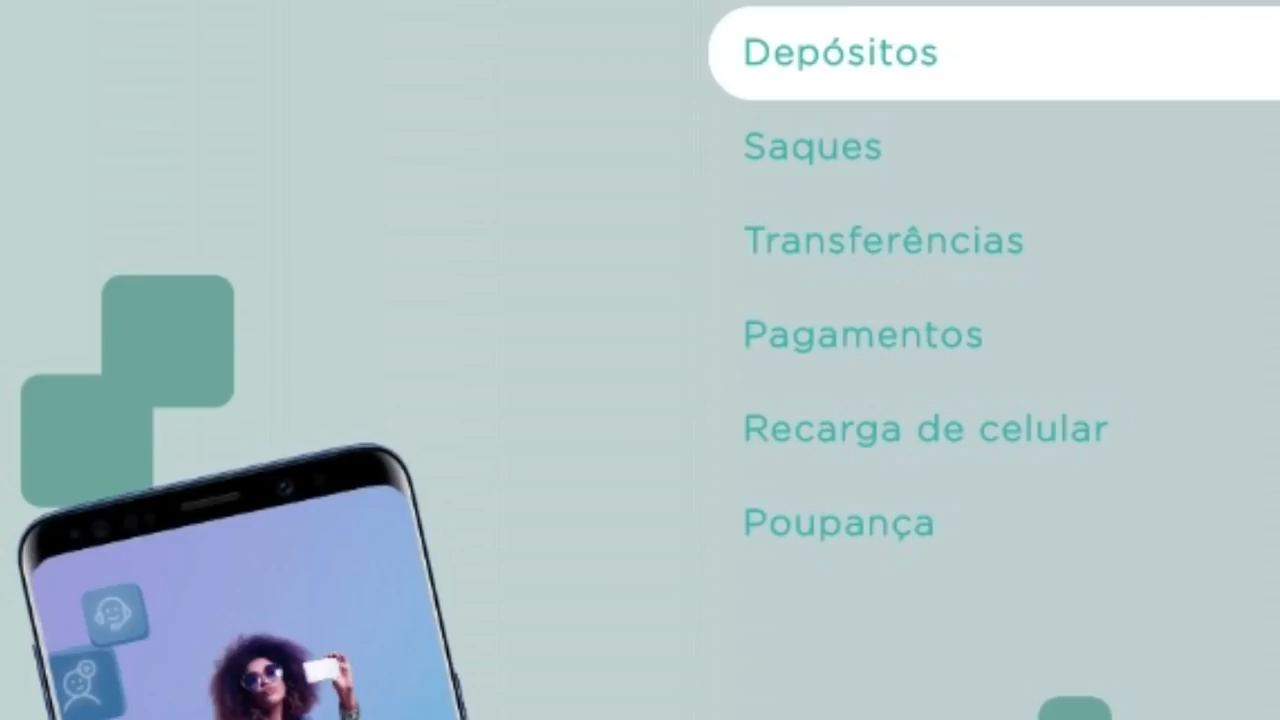 Depósitos
Saques
Transferências
Pagamentos
Recarga de celular
Poupança